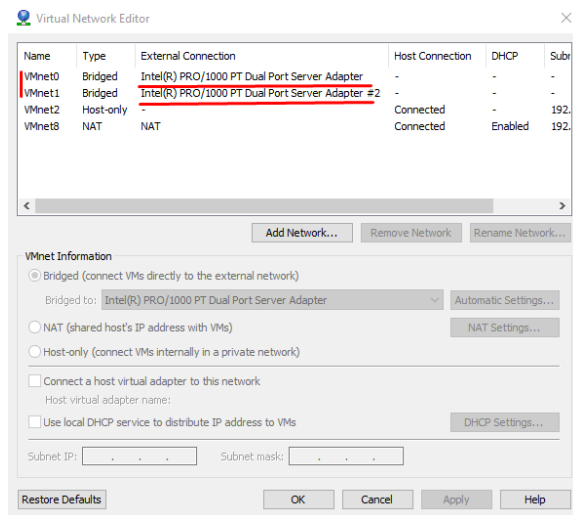 Virtual Network Editor
Name Type External Connection Host Connection DHCP Subr
VMnet0 Bridged Intel(R) PRO/1000 PT Dual Port Server Adapter - - -
VMnet1 Bridged Intel(R) PRO/1000 PT Dual Port Server Adapter #2 - - -
VMnet2 Host-only - Connected - 192.
VMnet8 NAT NAT Connected Enabled 192.
Add Network... Remove Network Rename Network...
VMnet Information
Bridged (connect VMs directly to the external network)
Bridged to: Intel(R) PRO/1000 PT Dual Port Server Adapter Automatic Settings...
NAT (shared host's IP address with VMs) NAT Settings...
Host-only (connect VMs internally in a private network)
Connect a host virtual adapter to this network
Host virtual adapter name:
Use local DHCP service to distribute IP address to VMs DHCP Settings...
Subnet IP: . . . Subnet mask: . . .
Restore Defaults OK Cancel Apply Help